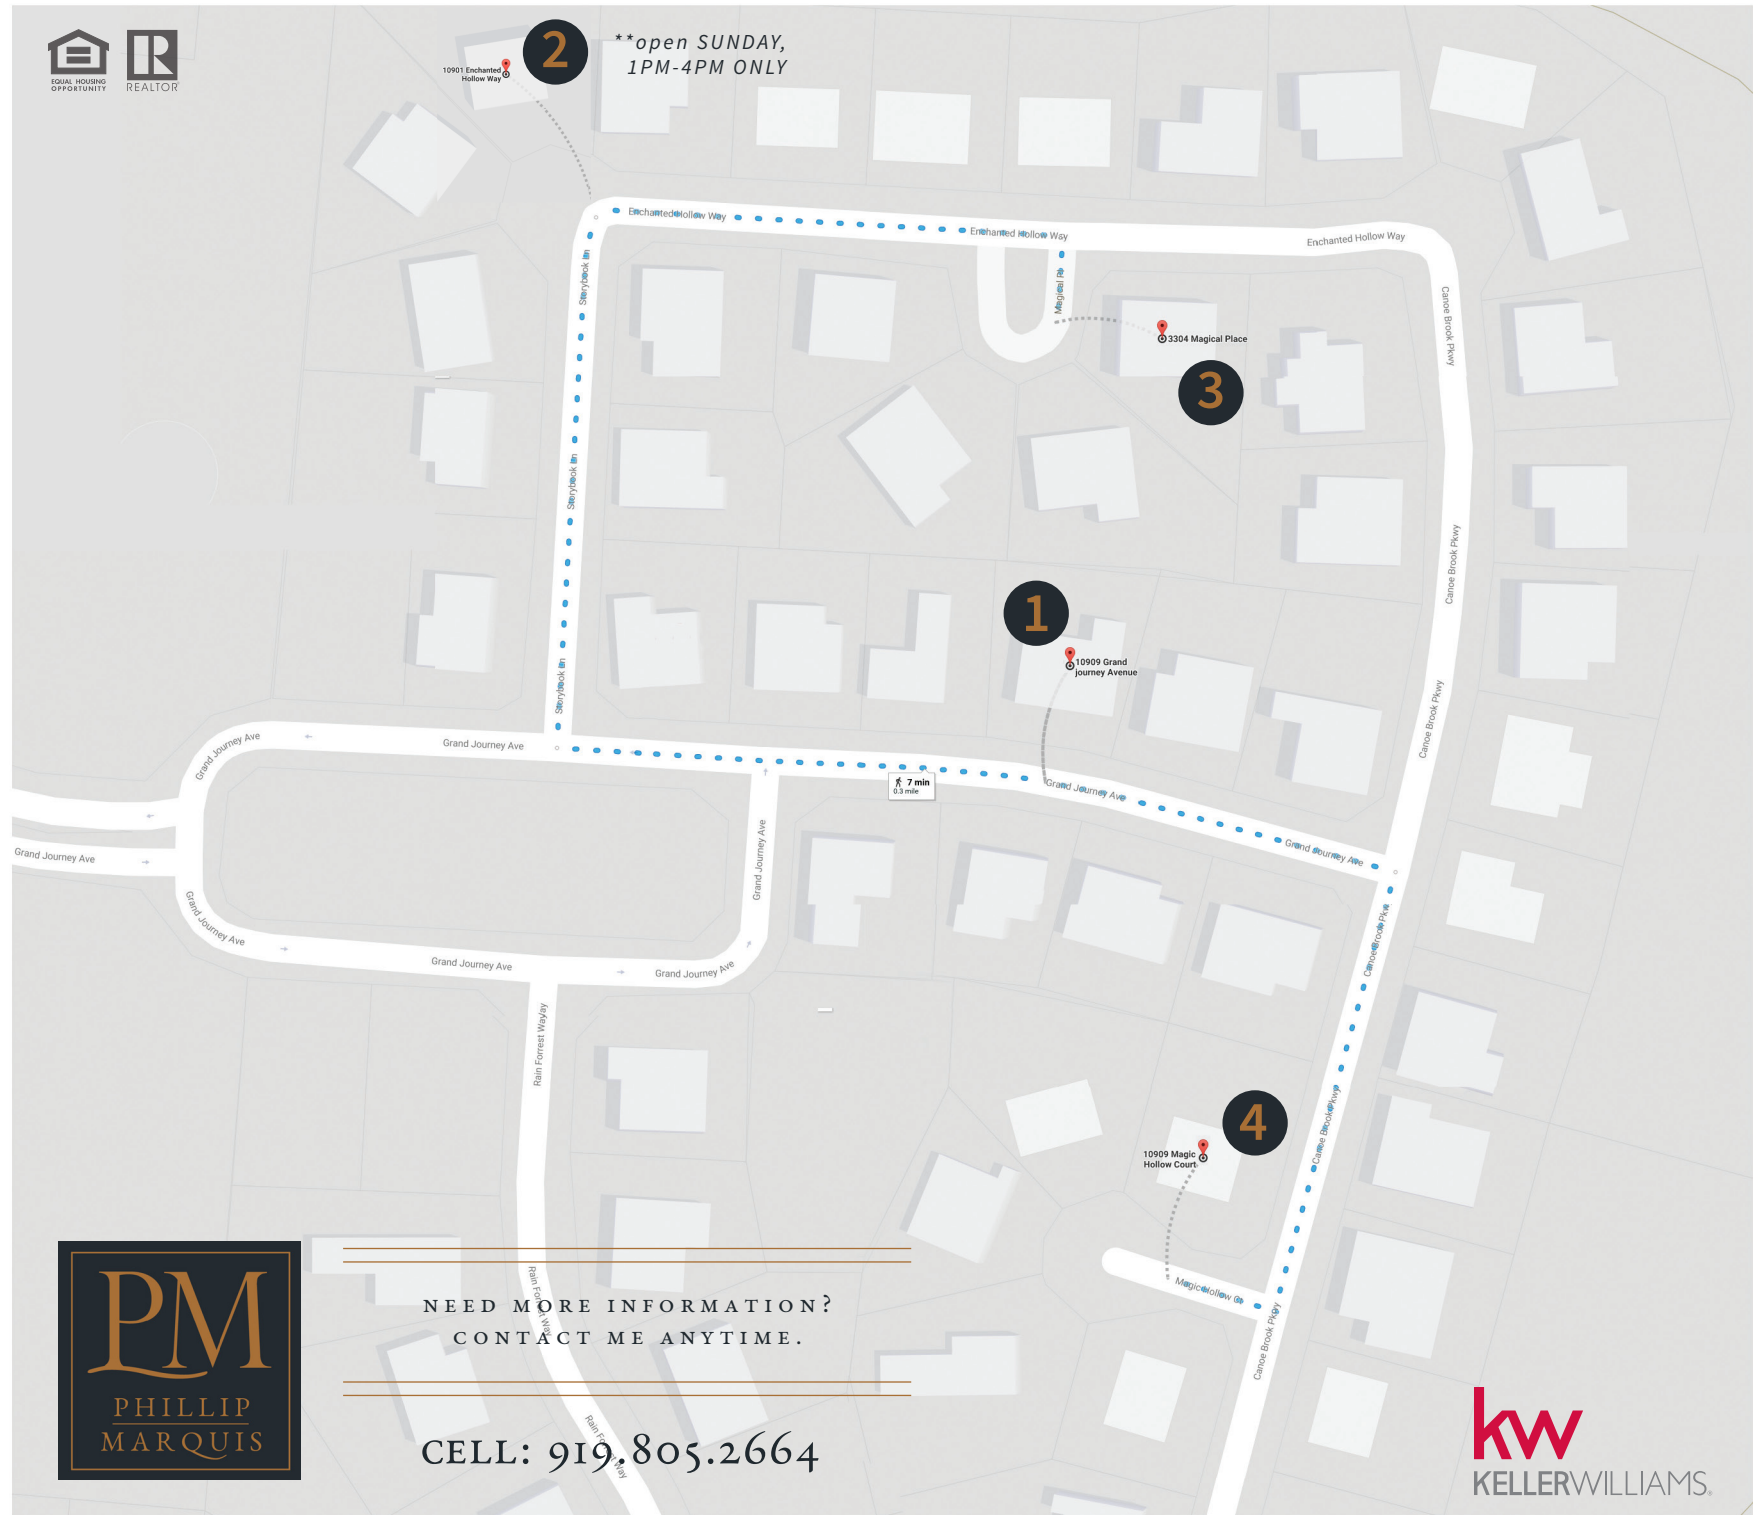 EQUAL HOUSING
OPPORTUNITY
REALTOR
2
**open SUNDAY,
1PM-4PM ONLY
10901 Enchanted
Hollow Way
Enchanted Hollow Way
Enchanted Hollow Way
Enchanted Hollow Way
Storybook ln
Magical Pl
Canoe Brook Pkwy
3304 Magical Place
3
Storybook ln
Canoe Brook Pkwy
1
10909 Grand
journey Avenue
Storybook ln
Canoe Brook Pkwy
Grand Journey Ave
Grand Journey Ave
7 min
0.3 mile
Grand Journey Ave
Grand Journey Ave
Grand Journey Ave
Grand Journey Ave
Grand Journey Ave
Canoe Brook Pkwy
Grand Journey Ave
Grand Journey Ave
Rain Forrest Way
Canoe Brook Pkwy
4
10909 Magic
Hollow Court
Magic Hollow Ct
Canoe Brook Pkwy
Rain Forrest Way
PM
PHILLIP
MARQUIS
NEED MORE INFORMATION?
CONTACT ME ANYTIME.
Rain Forrest Way
CELL: 919.805.2664
kw
KELLERWILLIAMS.